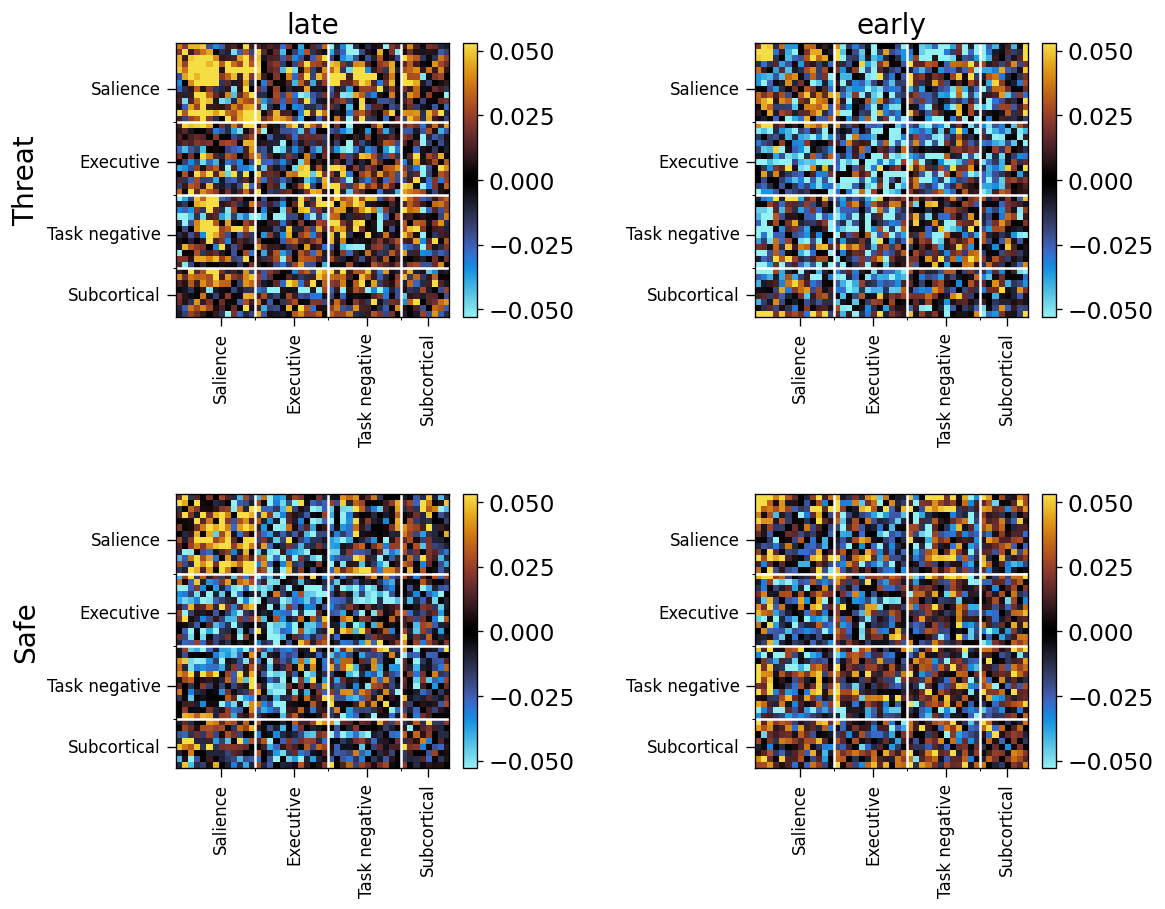 late
early
Threat
Salience
Executive
Task negative
Subcortical
0.050
0.025
0.000
−0.025
−0.050
Salience
Executive
Task negative
Subcortical
Salience
Executive
Task negative
Subcortical
0.050
0.025
0.000
−0.025
−0.050
Salience
Executive
Task negative
Subcortical
Safe
Salience
Executive
Task negative
Subcortical
0.050
0.025
0.000
−0.025
−0.050
Salience
Executive
Task negative
Subcortical
Salience
Executive
Task negative
Subcortical
0.050
0.025
0.000
−0.025
−0.050
Salience
Executive
Task negative
Subcortical